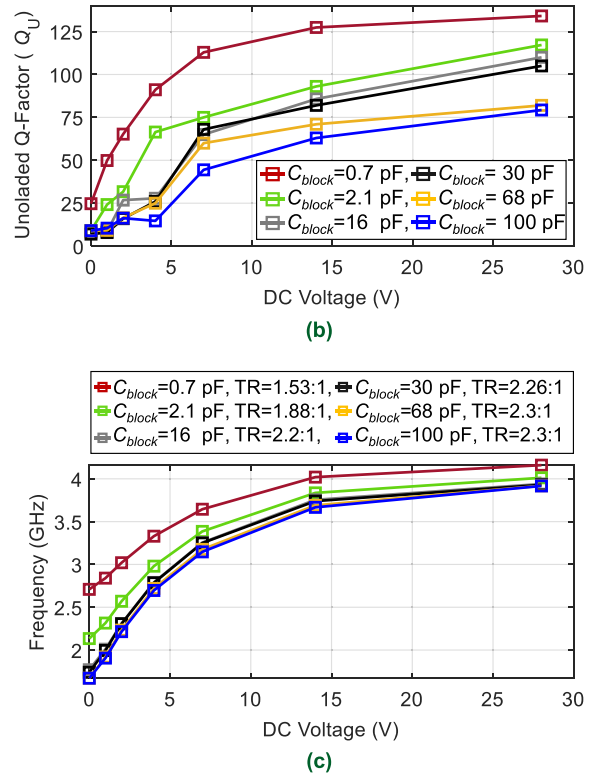 125
100
75
50
25
0
Unoladed Q-Factor ( Q_U)
C_block=0.7 pF, C_block= 30 pF
C_block=2.1 pF, C_block= 68 pF
C_block=16 pF, C_block= 100 pF
0 5 10 15 20 25 30
DC Voltage (V)
(b)
C_block=0.7 pF, TR=1.53:1, C_block=30 pF, TR=2.26:1
C_block=2.1 pF, TR=1.88:1, C_block=68 pF, TR=2.3:1
C_block=16 pF, TR=2.2:1, C_block=100 pF, TR=2.3:1
4
3.5
3
2.5
2
Frequency (GHz)
0 5 10 15 20 25 30
DC Voltage (V)
(c)